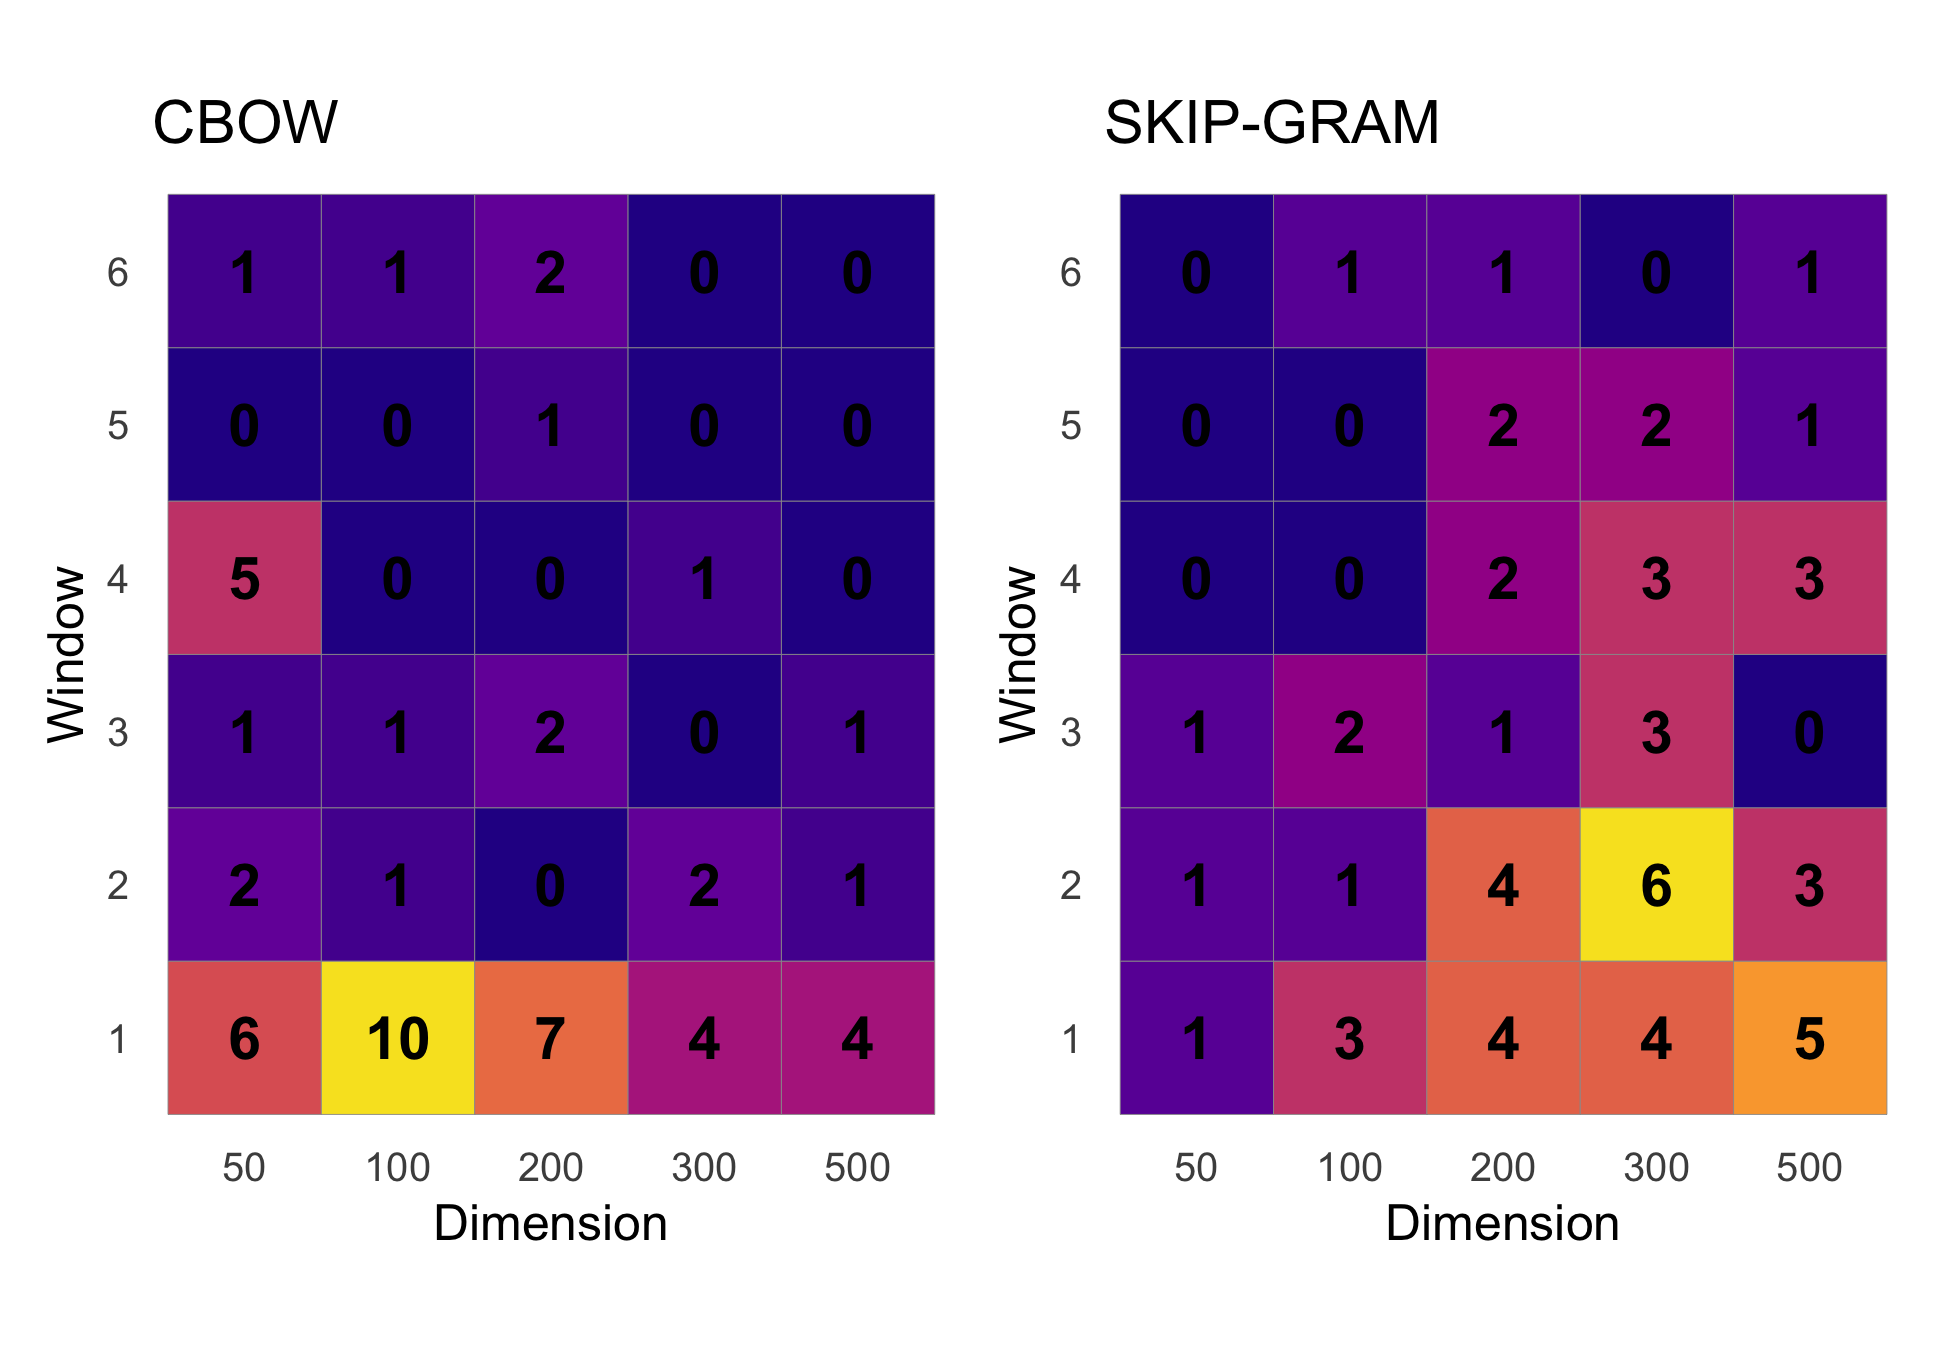 CBOW
6 1 1 2 0 0
5 0 0 1 0 0
4 5 0 0 1 0
3 1 1 2 0 1
2 2 1 0 2 1
1 6 10 7 4 4
Window
50 100 200 300 500
Dimension
SKIP-GRAM
6 0 1 1 0 1
5 0 0 2 2 1
4 0 0 2 3 3
3 1 2 1 3 0
2 1 1 4 6 3
1 1 3 4 4 5
Window
50 100 200 300 500
Dimension